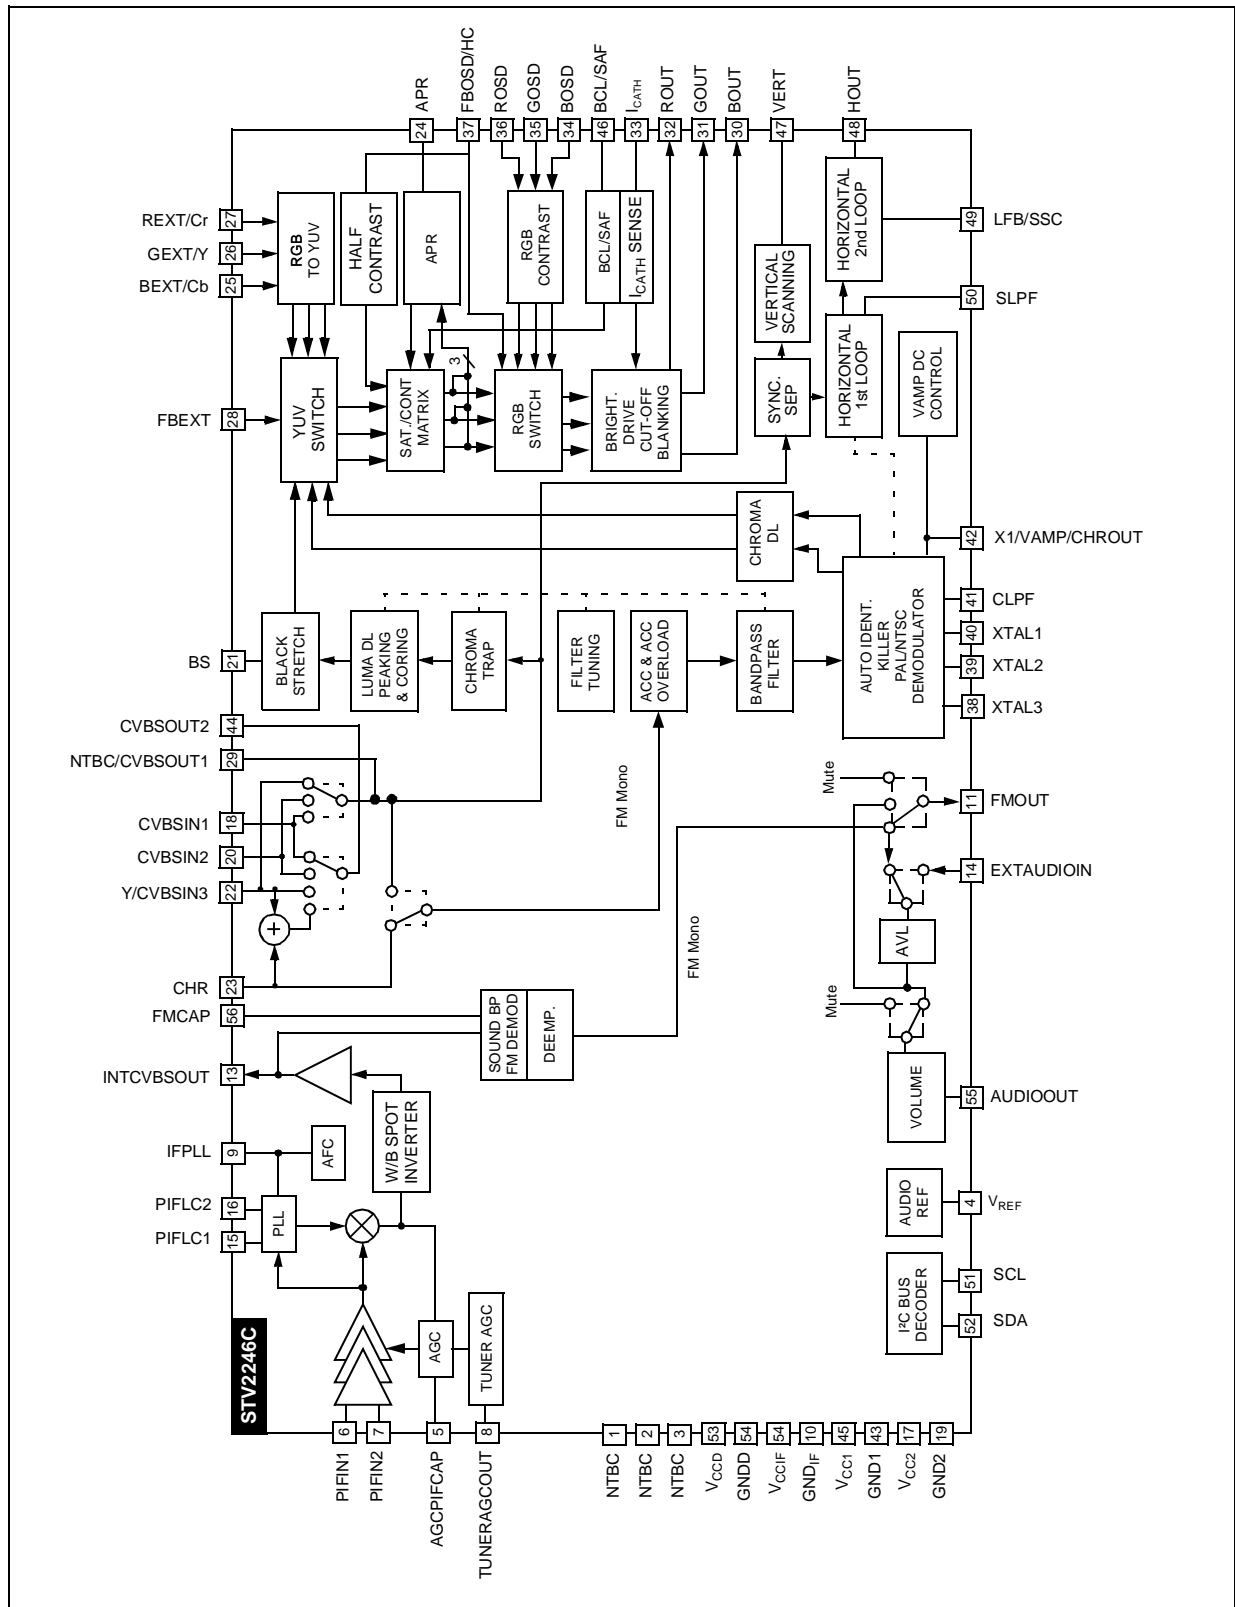 APR
FBOSD/HC
ROSD
GOSD
BOSD
BCL/SAF
ICATH
ROUT
GOUT
BOUT
VERT
HOUT
24
37
36
35
34
46
33
32
31
30
47
48
REXT/Cr
27
GEXT/Y
26
BEXT/Cb
25
RGB
TO YUV
HALF
CONTRAST
APR
RGB
CONTRAST
BCL/SAF
ICATH SENSE
VERTICAL
SCANNING
HORIZONTAL
2nd LOOP
49
LFB/SSC
50
SLPF
FBEXT
28
YUV
SWITCH
SAT./CONT
MATRIX
3
RGB
SWITCH
BRIGHT.
DRIVE
CUT-OFF
BLANKING
SYNC.
SEP
HORIZONTAL
1st LOOP
VAMP DC
CONTROL
CHROMA
DL
42
X1/VAMP/CHROUT
41
CLPF
40
XTAL1
39
XTAL2
38
XTAL3
BS
21
BLACK
STRETCH
LUMA DL
PEAKING
& CORING
CHROMA
TRAP
FILTER
TUNING
ACC & ACC
OVERLOAD
BANDPASS
FILTER
AUTO IDENT.
KILLER
PAL/NTSC
DEMODULATOR
CVBSOUT2
44
NTBC/CVBSOUT1
29
CVBSIN1
18
CVBSIN2
20
Y/CVBSIN3
22
+
CHR
23
FM Mono
FM Mono
Mute
11
FMOUT
14
EXTAUDIOIN
AVL
Mute
VOLUME
55
AUDIOOUT
FMCAP
56
SOUND BP
FM DEMOD
DEEMP.
INTCVBSOUT
13
W/B SPOT
INVERTER
IFPLL
9
AFC
PIFLC2
16
PIFLC1
15
PLL
AUDIO
REF
4
VREF
I²C BUS
DECODER
51
SCL
52
SDA
STV2246C
AGC
TUNER AGC
6
7
5
8
1
2
3
53
54
54
10
45
43
17
19
PIFIN1
PIFIN2
AGCPIFCAP
TUNERAGCOUT
NTBC
NTBC
NTBC
VCCD
GNDD
VCCIF
GNDIF
VCC1
GND1
VCC2
GND2